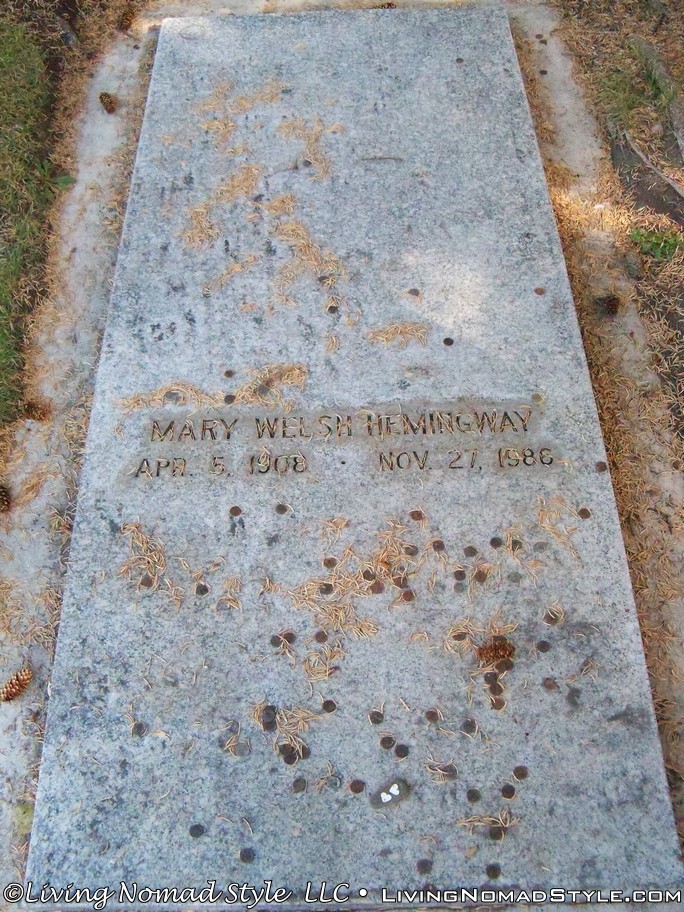 MARY WELSH HEMINGWAY
APR. 5, 1908 · NOV. 27, 1986
©Living Nomad Style LLC • LivingNomadStyle.com